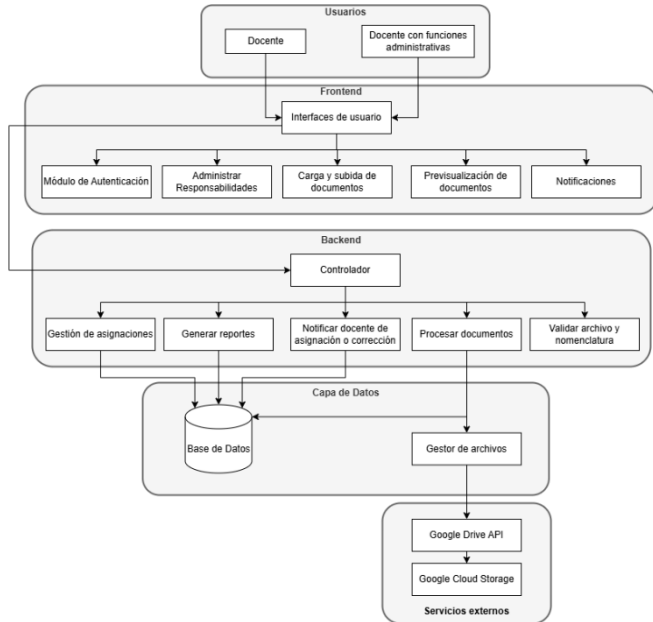 Usuarios
Docente
Docente con funciones
administrativas
Frontend
Interfaces de usuario
Módulo de Autenticación
Administrar
Responsabilidades
Carga y subida de
documentos
Previsualización de
documentos
Notificaciones
Backend
Controlador
Gestión de asignaciones
Generar reportes
Notificar docente de
asignación o corrección
Procesar documentos
Validar archivo y
nomenclatura
Capa de Datos
Base de Datos
Gestor de archivos
Google Drive API
Google Cloud Storage
Servicios externos